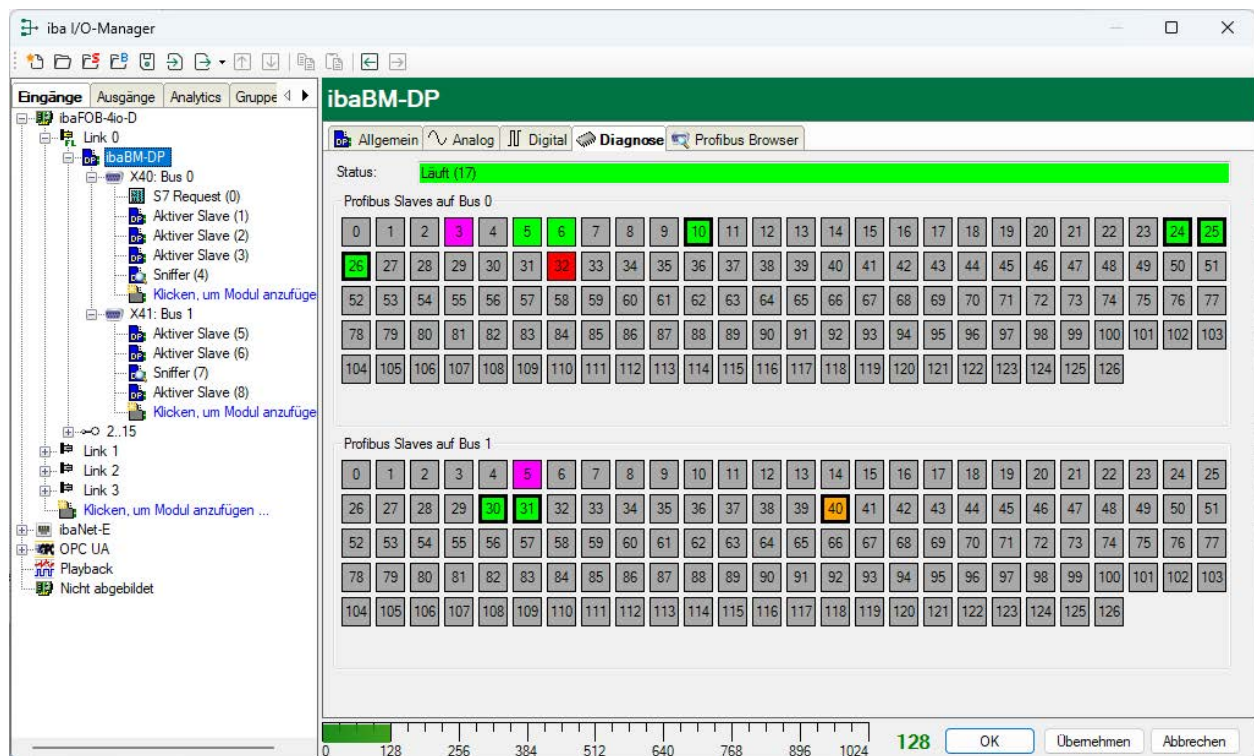 iba I/O-Manager
Eingänge Ausgänge Analytics Gruppe
ibaBM-DP
ibaFOB-4io-D
Link 0
ibaBM-DP
X40: Bus 0
S7 Request (0)
Aktiver Slave (1)
Aktiver Slave (2)
Aktiver Slave (3)
Sniffer (4)
Klicken, um Modul anzufüge
X41: Bus 1
Aktiver Slave (5)
Aktiver Slave (6)
Sniffer (7)
Aktiver Slave (8)
Klicken, um Modul anzufüge
2..15
Link 1
Link 2
Link 3
Klicken, um Modul anzufügen ...
ibaNet-E
OPC UA
Playback
Nicht abgebildet
Allgemein Analog Digital Diagnose Profibus Browser
Status: Läuft (17)
Profibus Slaves auf Bus 0
0 1 2 3 4 5 6 7 8 9 10 11 12 13 14 15 16 17 18 19 20 21 22 23 24 25
26 27 28 29 30 31 32 33 34 35 36 37 38 39 40 41 42 43 44 45 46 47 48 49 50 51
52 53 54 55 56 57 58 59 60 61 62 63 64 65 66 67 68 69 70 71 72 73 74 75 76 77
78 79 80 81 82 83 84 85 86 87 88 89 90 91 92 93 94 95 96 97 98 99 100 101 102 103
104 105 106 107 108 109 110 111 112 113 114 115 116 117 118 119 120 121 122 123 124 125 126
Profibus Slaves auf Bus 1
0 1 2 3 4 5 6 7 8 9 10 11 12 13 14 15 16 17 18 19 20 21 22 23 24 25
26 27 28 29 30 31 32 33 34 35 36 37 38 39 40 41 42 43 44 45 46 47 48 49 50 51
52 53 54 55 56 57 58 59 60 61 62 63 64 65 66 67 68 69 70 71 72 73 74 75 76 77
78 79 80 81 82 83 84 85 86 87 88 89 90 91 92 93 94 95 96 97 98 99 100 101 102 103
104 105 106 107 108 109 110 111 112 113 114 115 116 117 118 119 120 121 122 123 124 125 126
0 128 256 384 512 640 768 896 1024
128 OK Übernehmen Abbrechen